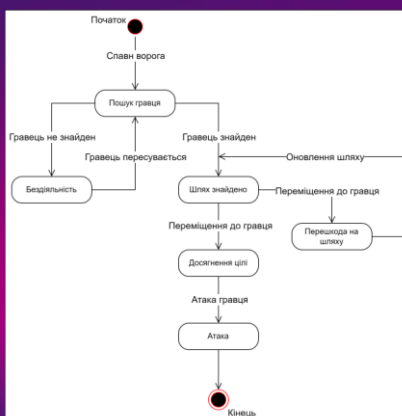 Початок
Спавн ворога
Пошук гравця
Гравець не знайден
Гравець знайден
Гравець пересувається
Оновлення шляху
Бездіяльність
Шлях знайдено
Переміщення до гравця
Переміщення до гравця
Перешкода на
шляху
Досягнення цілі
Атака гравця
Атака
Кінець